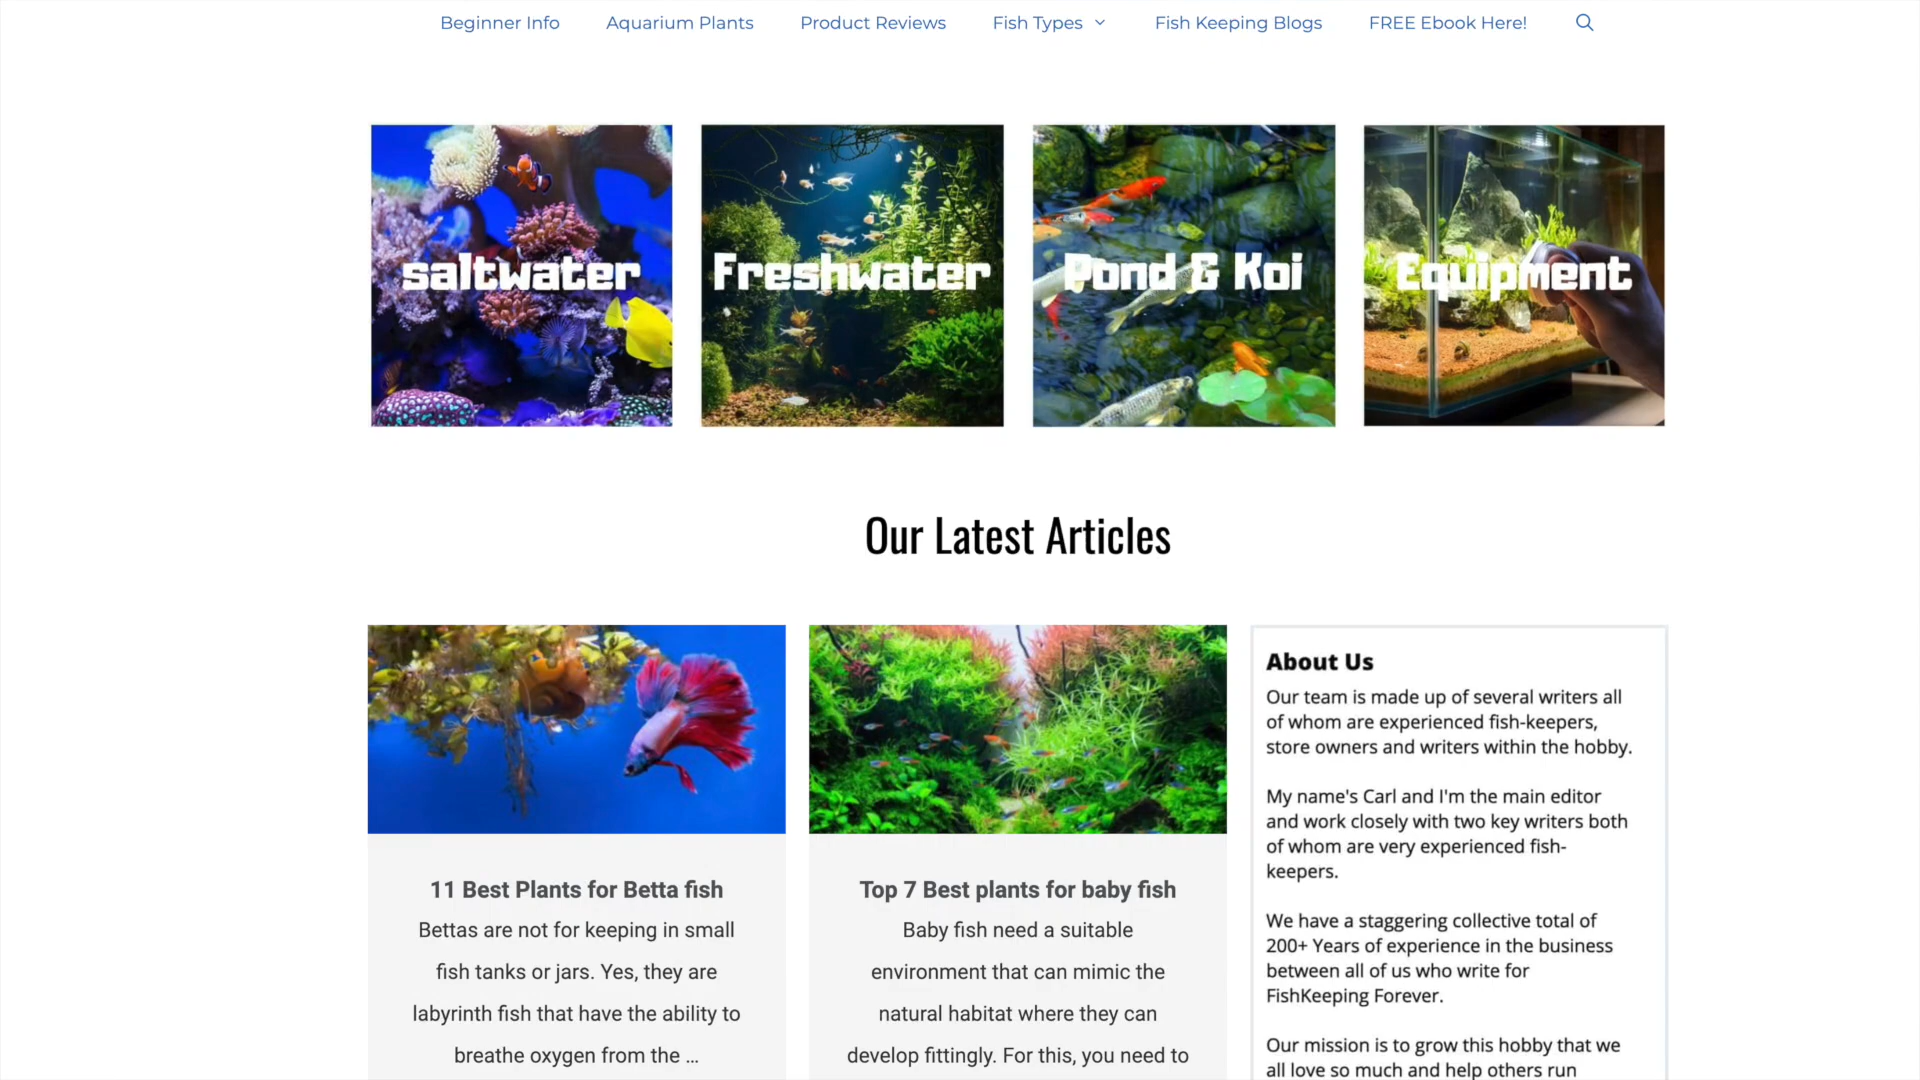 Beginner Info Aquarium Plants Product Reviews Fish Types Fish Keeping Blogs FREE Ebook Here!
saltwater
Freshwater
Pond & Koi
Equipment
Our Latest Articles
11 Best Plants for Betta fish
Bettas are not for keeping in small
fish tanks or jars. Yes, they are
labyrinth fish that have the ability to
breathe oxygen from the ...
Top 7 Best plants for baby fish
Baby fish need a suitable
environment that can mimic the
natural habitat where they can
develop fittingly. For this, you need to
About Us
Our team is made up of several writers all
of whom are experienced fish-keepers,
store owners and writers within the hobby.
My name's Carl and I'm the main editor
and work closely with two key writers both
of whom are very experienced fish-
keepers.
We have a staggering collective total of
200+ Years of experience in the business
between all of us who write for
FishKeeping Forever.
Our mission is to grow this hobby that we
all love so much and help others run